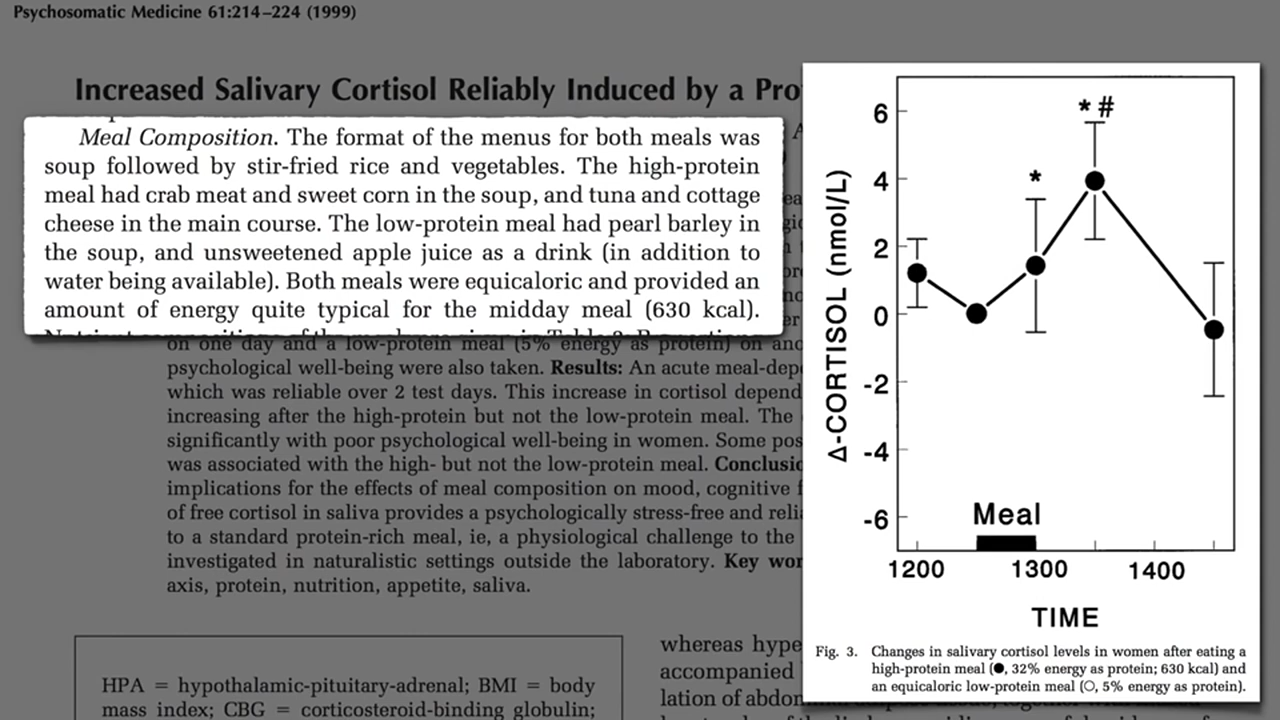 Psychosomatic Medicine 61:214–224 (1999)
Increased Salivary Cortisol Reliably Induced by a Pro
Meal Composition. The format of the menus for both meals was
soup followed by stir-fried rice and vegetables. The high-protein
meal had crab meat and sweet corn in the soup, and tuna and cottage
cheese in the main course. The low-protein meal had pearl barley in
the soup, and unsweetened apple juice as a drink (in addition to
water being available). Both meals were equicaloric and provided an
amount of energy quite typical for the midday meal (630 kcal).
on one day and a low-protein meal (5% energy as protein) on
psychological well-being were also taken. Results: An acute meal-dep
which was reliable over 2 test days. This increase in cortisol depend
increasing after the high-protein but not the low-protein meal. The
significantly with poor psychological well-being in women. Some pos
was associated with the high- but not the low-protein meal. Conclusio
implications for the effects of meal composition on mood, cognitive
of free cortisol in saliva provides a psychologically stress-free and relia
to a standard protein-rich meal, ie, a physiological challenge to the
investigated in naturalistic settings outside the laboratory. Key wor
axis, protein, nutrition, appetite, saliva.
HPA = hypothalamic-pituitary-adrenal; BMI = body
mass index; CBG = corticosteroid-binding globulin;
whereas hype
accompanied
lation of abdom
Δ-CORTISOL (nmol/L)
6
4
2
0
-2
-4
-6
* #
*
Meal
1200 1300 1400
TIME
Fig. 3. Changes in salivary cortisol levels in women after eating a
high-protein meal (●, 32% energy as protein; 630 kcal) and
an equicaloric low-protein meal (○, 5% energy as protein).